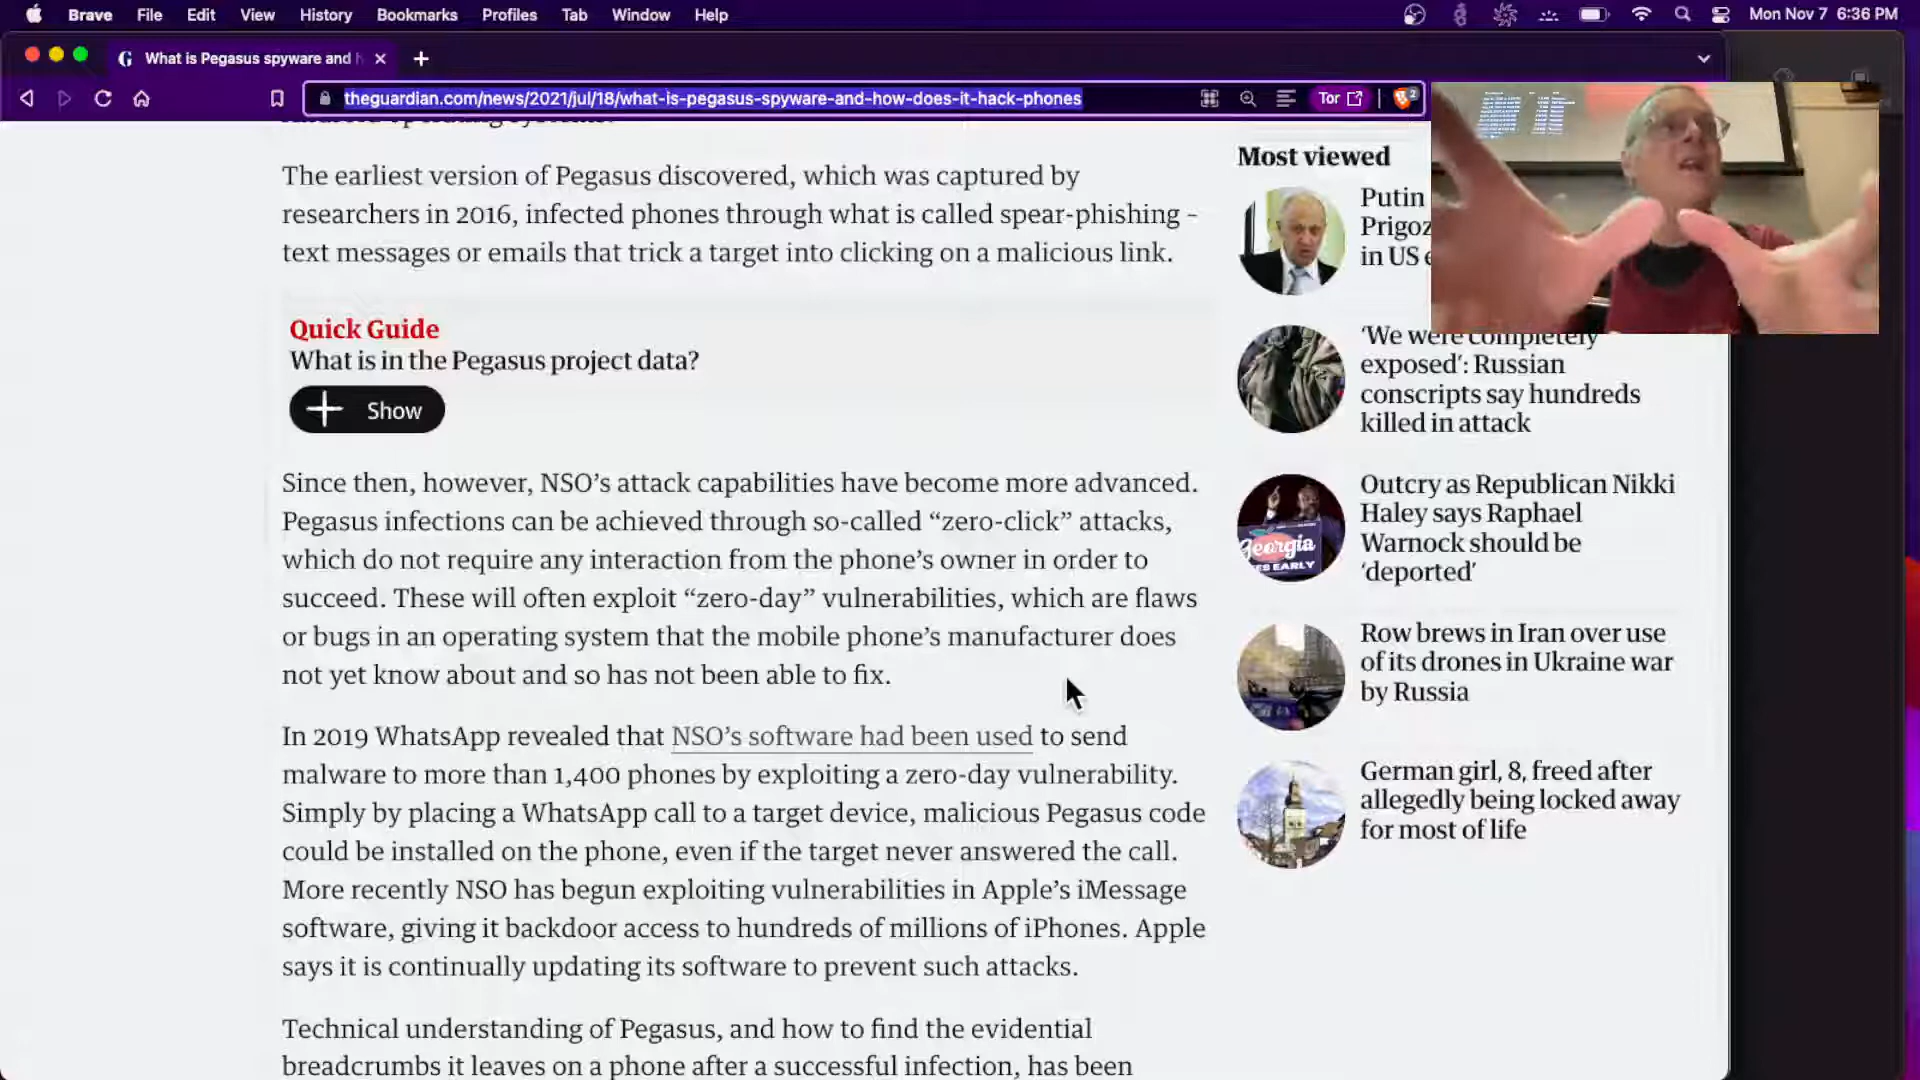 Brave File Edit View History Bookmarks Profiles Tab Window Help
Mon Nov 7 6:36 PM
What is Pegasus spyware and h
theguardian.com/news/2021/jul/18/what-is-pegasus-spyware-and-how-does-it-hack-phones
Tor
2
The earliest version of Pegasus discovered, which was captured by
researchers in 2016, infected phones through what is called spear-phishing –
text messages or emails that trick a target into clicking on a malicious link.
Quick Guide
What is in the Pegasus project data?
Show
Since then, however, NSO’s attack capabilities have become more advanced.
Pegasus infections can be achieved through so-called “zero-click” attacks,
which do not require any interaction from the phone’s owner in order to
succeed. These will often exploit “zero-day” vulnerabilities, which are flaws
or bugs in an operating system that the mobile phone’s manufacturer does
not yet know about and so has not been able to fix.
In 2019 WhatsApp revealed that NSO’s software had been used to send
malware to more than 1,400 phones by exploiting a zero-day vulnerability.
Simply by placing a WhatsApp call to a target device, malicious Pegasus code
could be installed on the phone, even if the target never answered the call.
More recently NSO has begun exploiting vulnerabilities in Apple’s iMessage
software, giving it backdoor access to hundreds of millions of iPhones. Apple
says it is continually updating its software to prevent such attacks.
Technical understanding of Pegasus, and how to find the evidential
breadcrumbs it leaves on a phone after a successful infection, has been
Most viewed
Putin
Prigoz
in US e
‘We were completely
exposed’: Russian
conscripts say hundreds
killed in attack
Georgia
ES EARLY
Outcry as Republican Nikki
Haley says Raphael
Warnock should be
‘deported’
Row brews in Iran over use
of its drones in Ukraine war
by Russia
German girl, 8, freed after
allegedly being locked away
for most of life